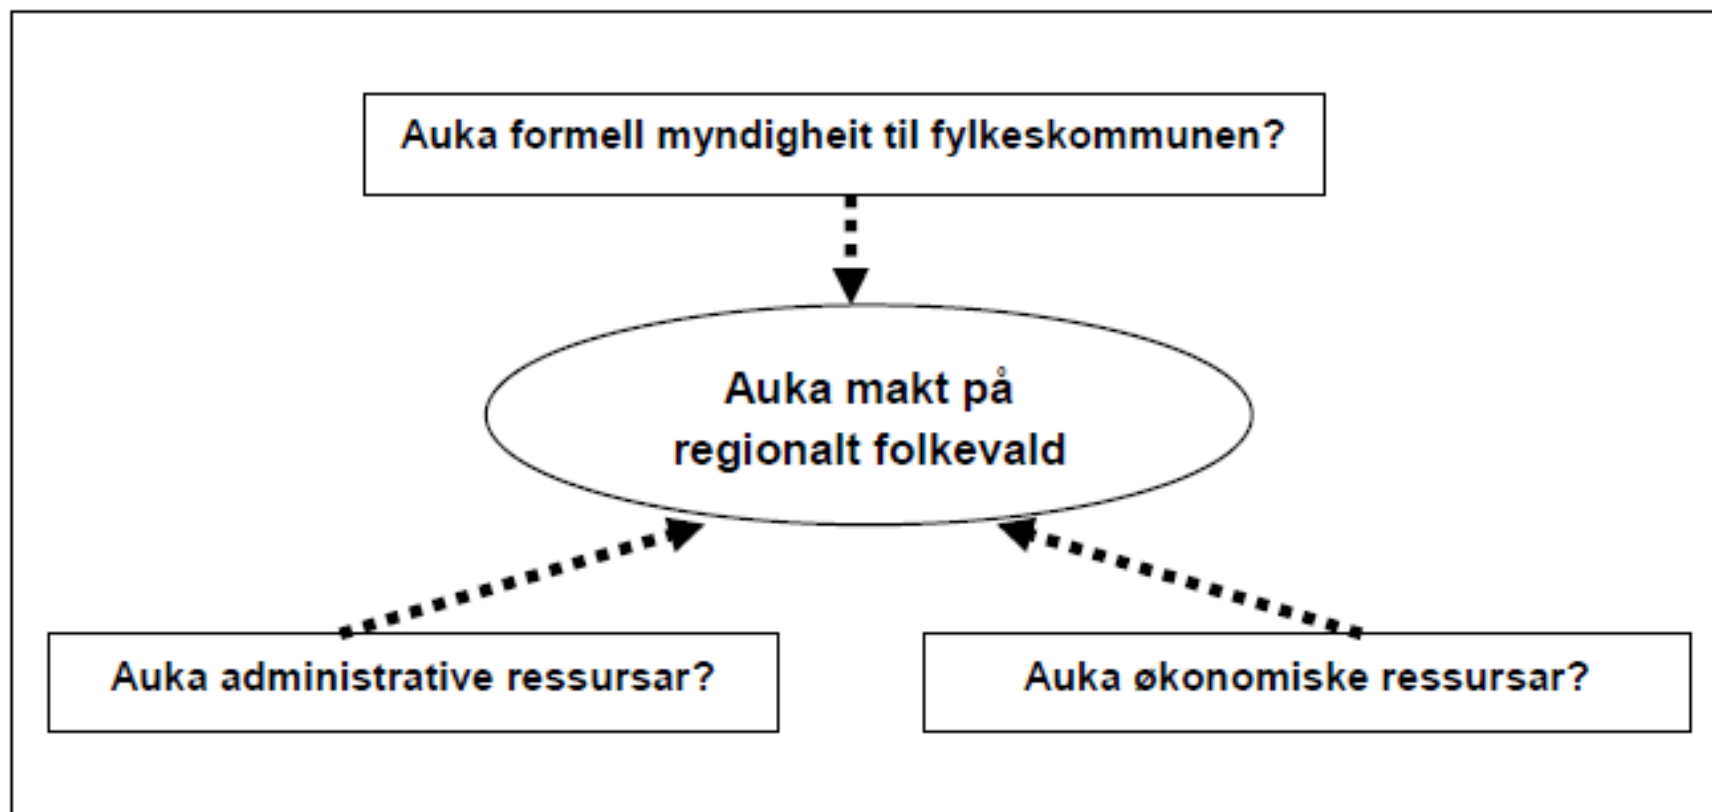 Auka formell myndigheit til fylkeskommunen?
Auka makt på
regionalt folkevald
Auka administrative ressursar?
Auka økonomiske ressursar?